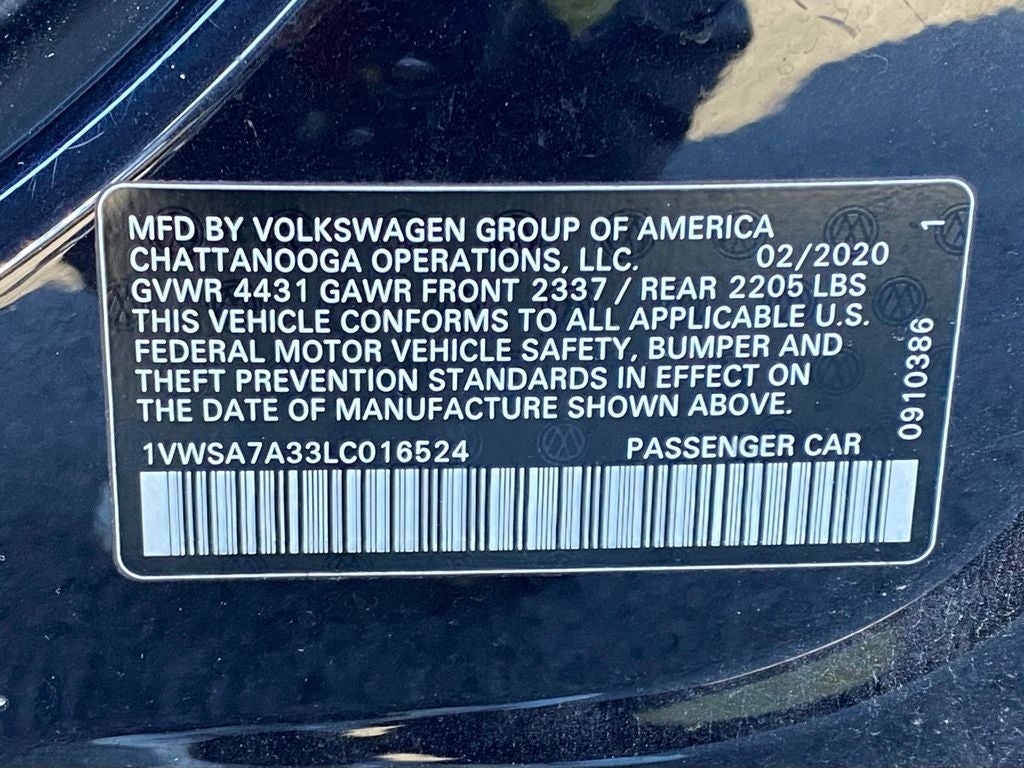 MFD BY VOLKSWAGEN GROUP OF AMERICA
CHATTANOOGA OPERATIONS, LLC. 02/2020
GVWR 4431 GAWR FRONT 2337 / REAR 2205 LBS
THIS VEHICLE CONFORMS TO ALL APPLICABLE U.S.
FEDERAL MOTOR VEHICLE SAFETY, BUMPER AND
THEFT PREVENTION STANDARDS IN EFFECT ON
THE DATE OF MANUFACTURE SHOWN ABOVE.
1VWSA7A33LC016524 PASSENGER CAR
0910386 1